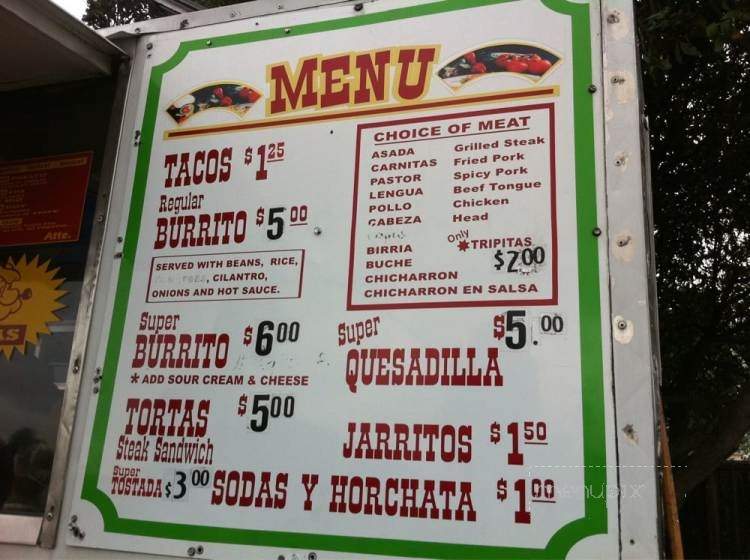 MENU
TACOS $1.25
Regular
BURRITO $5.00
SERVED WITH BEANS, RICE,
, CILANTRO,
ONIONS AND HOT SAUCE.
Super
BURRITO $6.00
* ADD SOUR CREAM & CHEESE
TORTAS $5.00
Steak Sandwich
Super
TOSTADA $3.00
CHOICE OF MEAT
ASADA Grilled Steak
CARNITAS Fried Pork
PASTOR Spicy Pork
LENGUA Beef Tongue
POLLO Chicken
CABEZA Head
BIRRIA Only *TRIPITAS
BUCHE $2.00
CHICHARRON
CHICHARRON EN SALSA
Super $5.00
QUESADILLA
JARRITOS $1.50
SODAS Y HORCHATA $1.00
Atte.
menupix